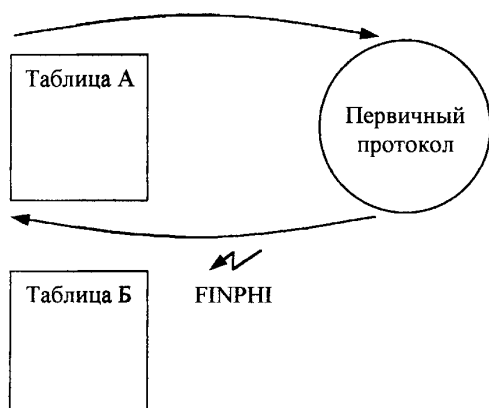 Таблица А
Первичный
протокол
Таблица Б
FINPHI